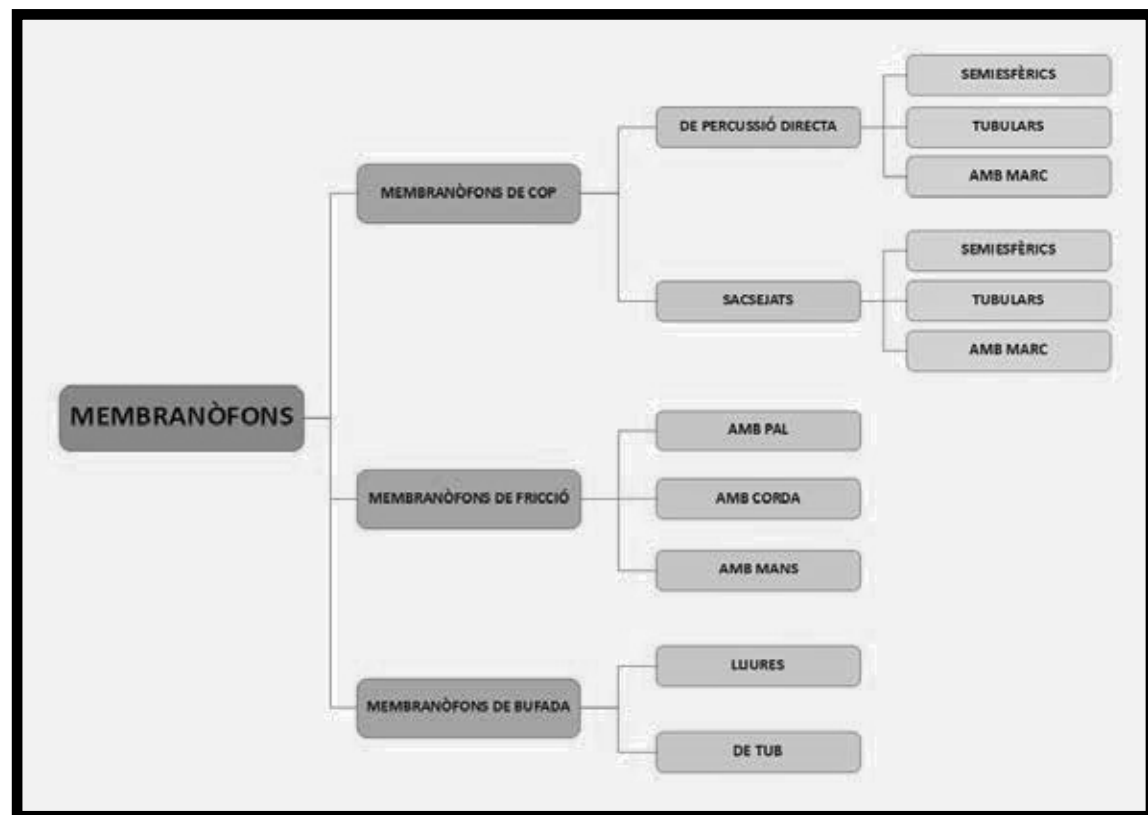 MEMBRANÒFONS
MEMBRANÒFONS DE COP
DE PERCUSSIÓ DIRECTA
SEMIESFÈRICS
TUBULARS
AMB MARC
SACSEJATS
SEMIESFÈRICS
TUBULARS
AMB MARC
MEMBRANÒFONS DE FRICCIÓ
AMB PAL
AMB CORDA
AMB MANS
MEMBRANÒFONS DE BUFADA
LLIURES
DE TUB